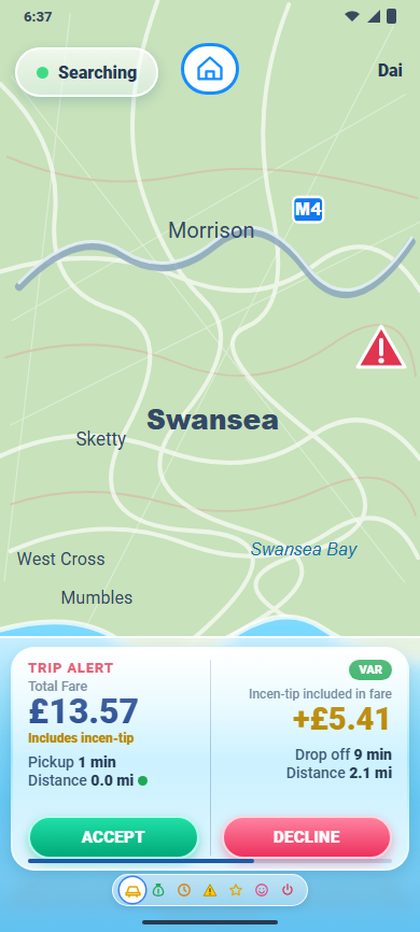 6:37
Searching
Dai
M4
Morrison
Swansea
Sketty
Swansea Bay
West Cross
Mumbles
TRIP ALERT
Total Fare
£13.57
Includes incen-tip
Pickup 1 min
Distance 0.0 mi
VAR
Incen-tip included in fare
+£5.41
Drop off 9 min
Distance 2.1 mi
ACCEPT
DECLINE